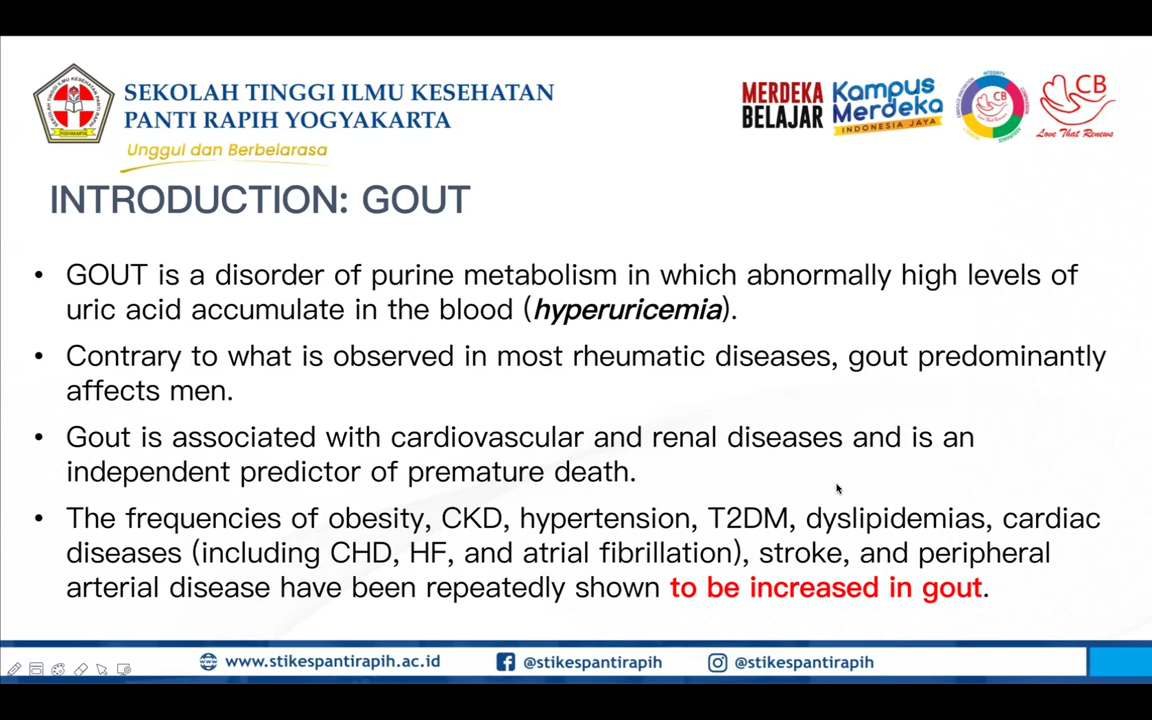 SEKOLAH TINGGI ILMU KESEHATAN
PANTI RAPIH YOGYAKARTA
Unggul dan Berbelarasa
MERDEKA
BELAJAR
Kampus
Merdeka
INDONESIA JAYA
CB
Love That Renews
INTRODUCTION: GOUT
• GOUT is a disorder of purine metabolism in which abnormally high levels of
uric acid accumulate in the blood (hyperuricemia).
• Contrary to what is observed in most rheumatic diseases, gout predominantly
affects men.
• Gout is associated with cardiovascular and renal diseases and is an
independent predictor of premature death.
• The frequencies of obesity, CKD, hypertension, T2DM, dyslipidemias, cardiac
diseases (including CHD, HF, and atrial fibrillation), stroke, and peripheral
arterial disease have been repeatedly shown to be increased in gout.
www.stikespantirapih.ac.id
@stikespantirapih
@stikespantirapih